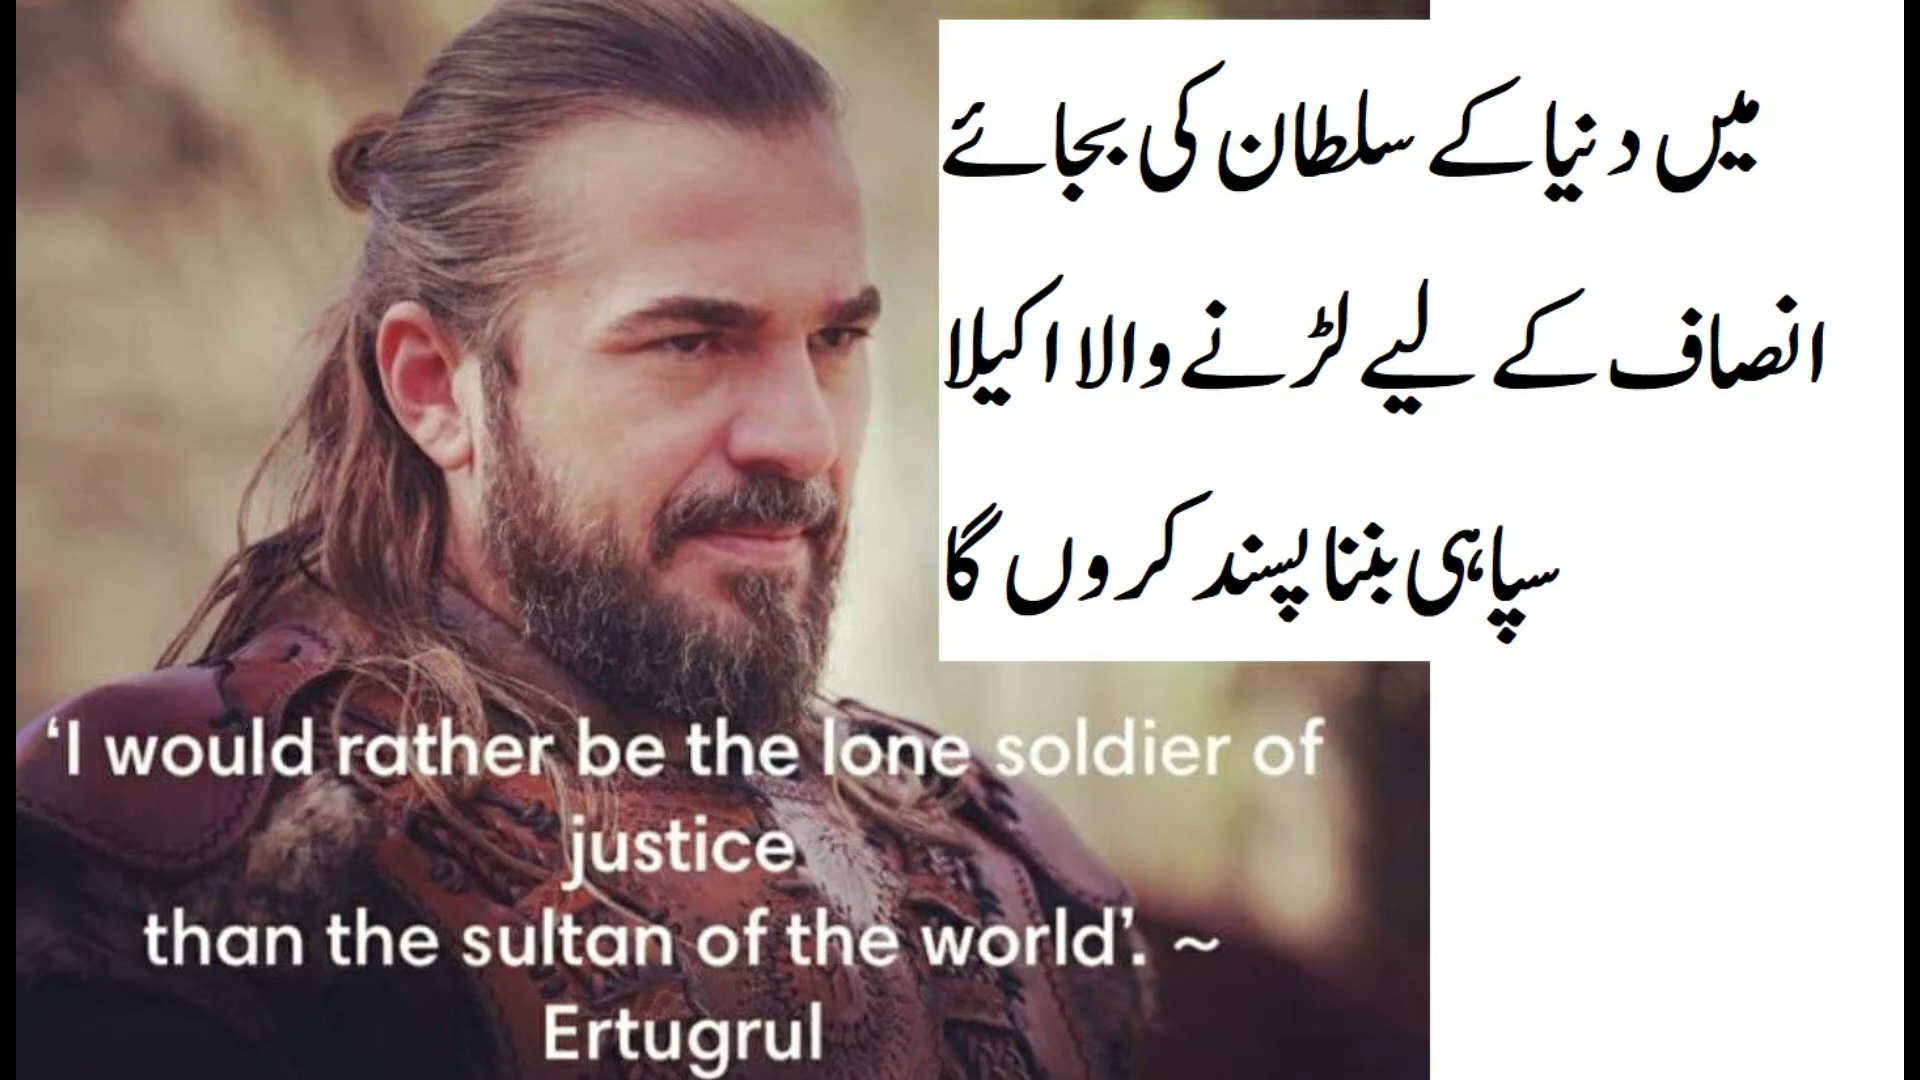 میں دنیا کے سلطان کی بجائے
انصاف کے لیے لڑنے والا اکیلا
سپاہی بننا پسند کروں گا
‘I would rather be the lone soldier of
justice
than the sultan of the world’. ~
Ertugrul